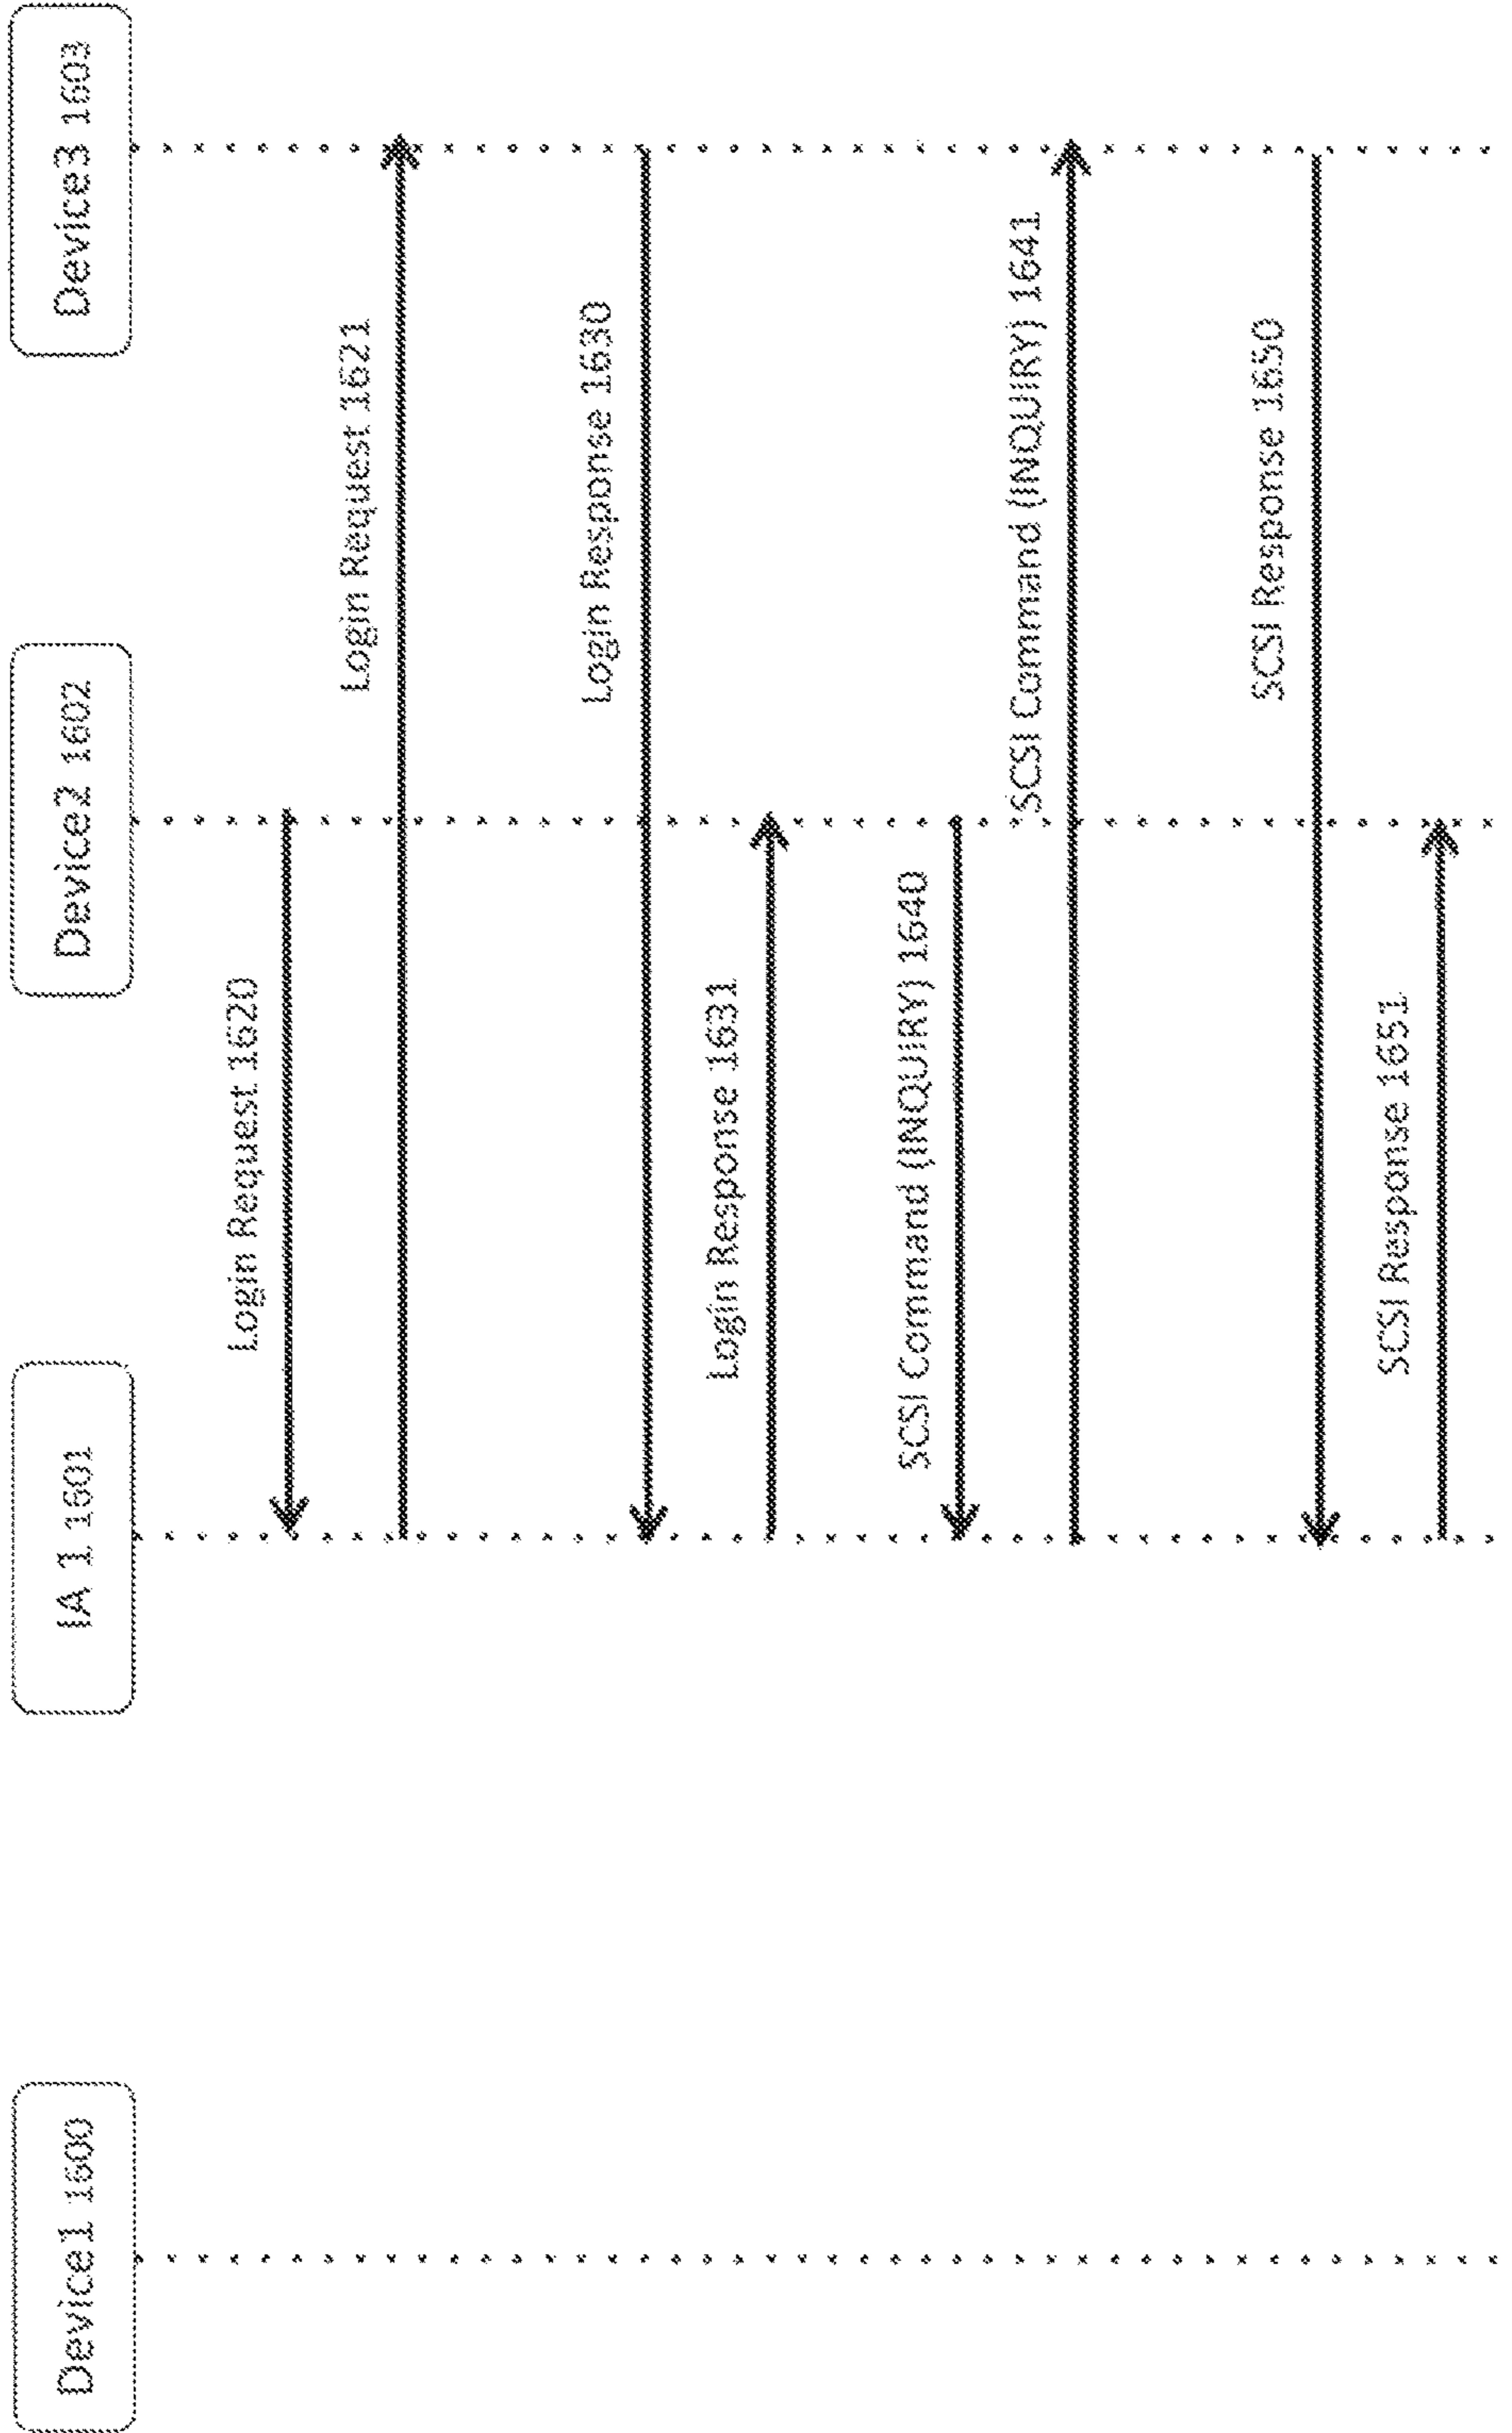 Device1 1600
IA 1 1601
Device2 1602
Device3 1603
Login Request 1620
Login Request 1621
Login Response 1630
Login Response 1631
SCSI Command (INQUIRY) 1640
SCSI Command (INQUIRY) 1641
SCSI Response 1650
SCSI Response 1651